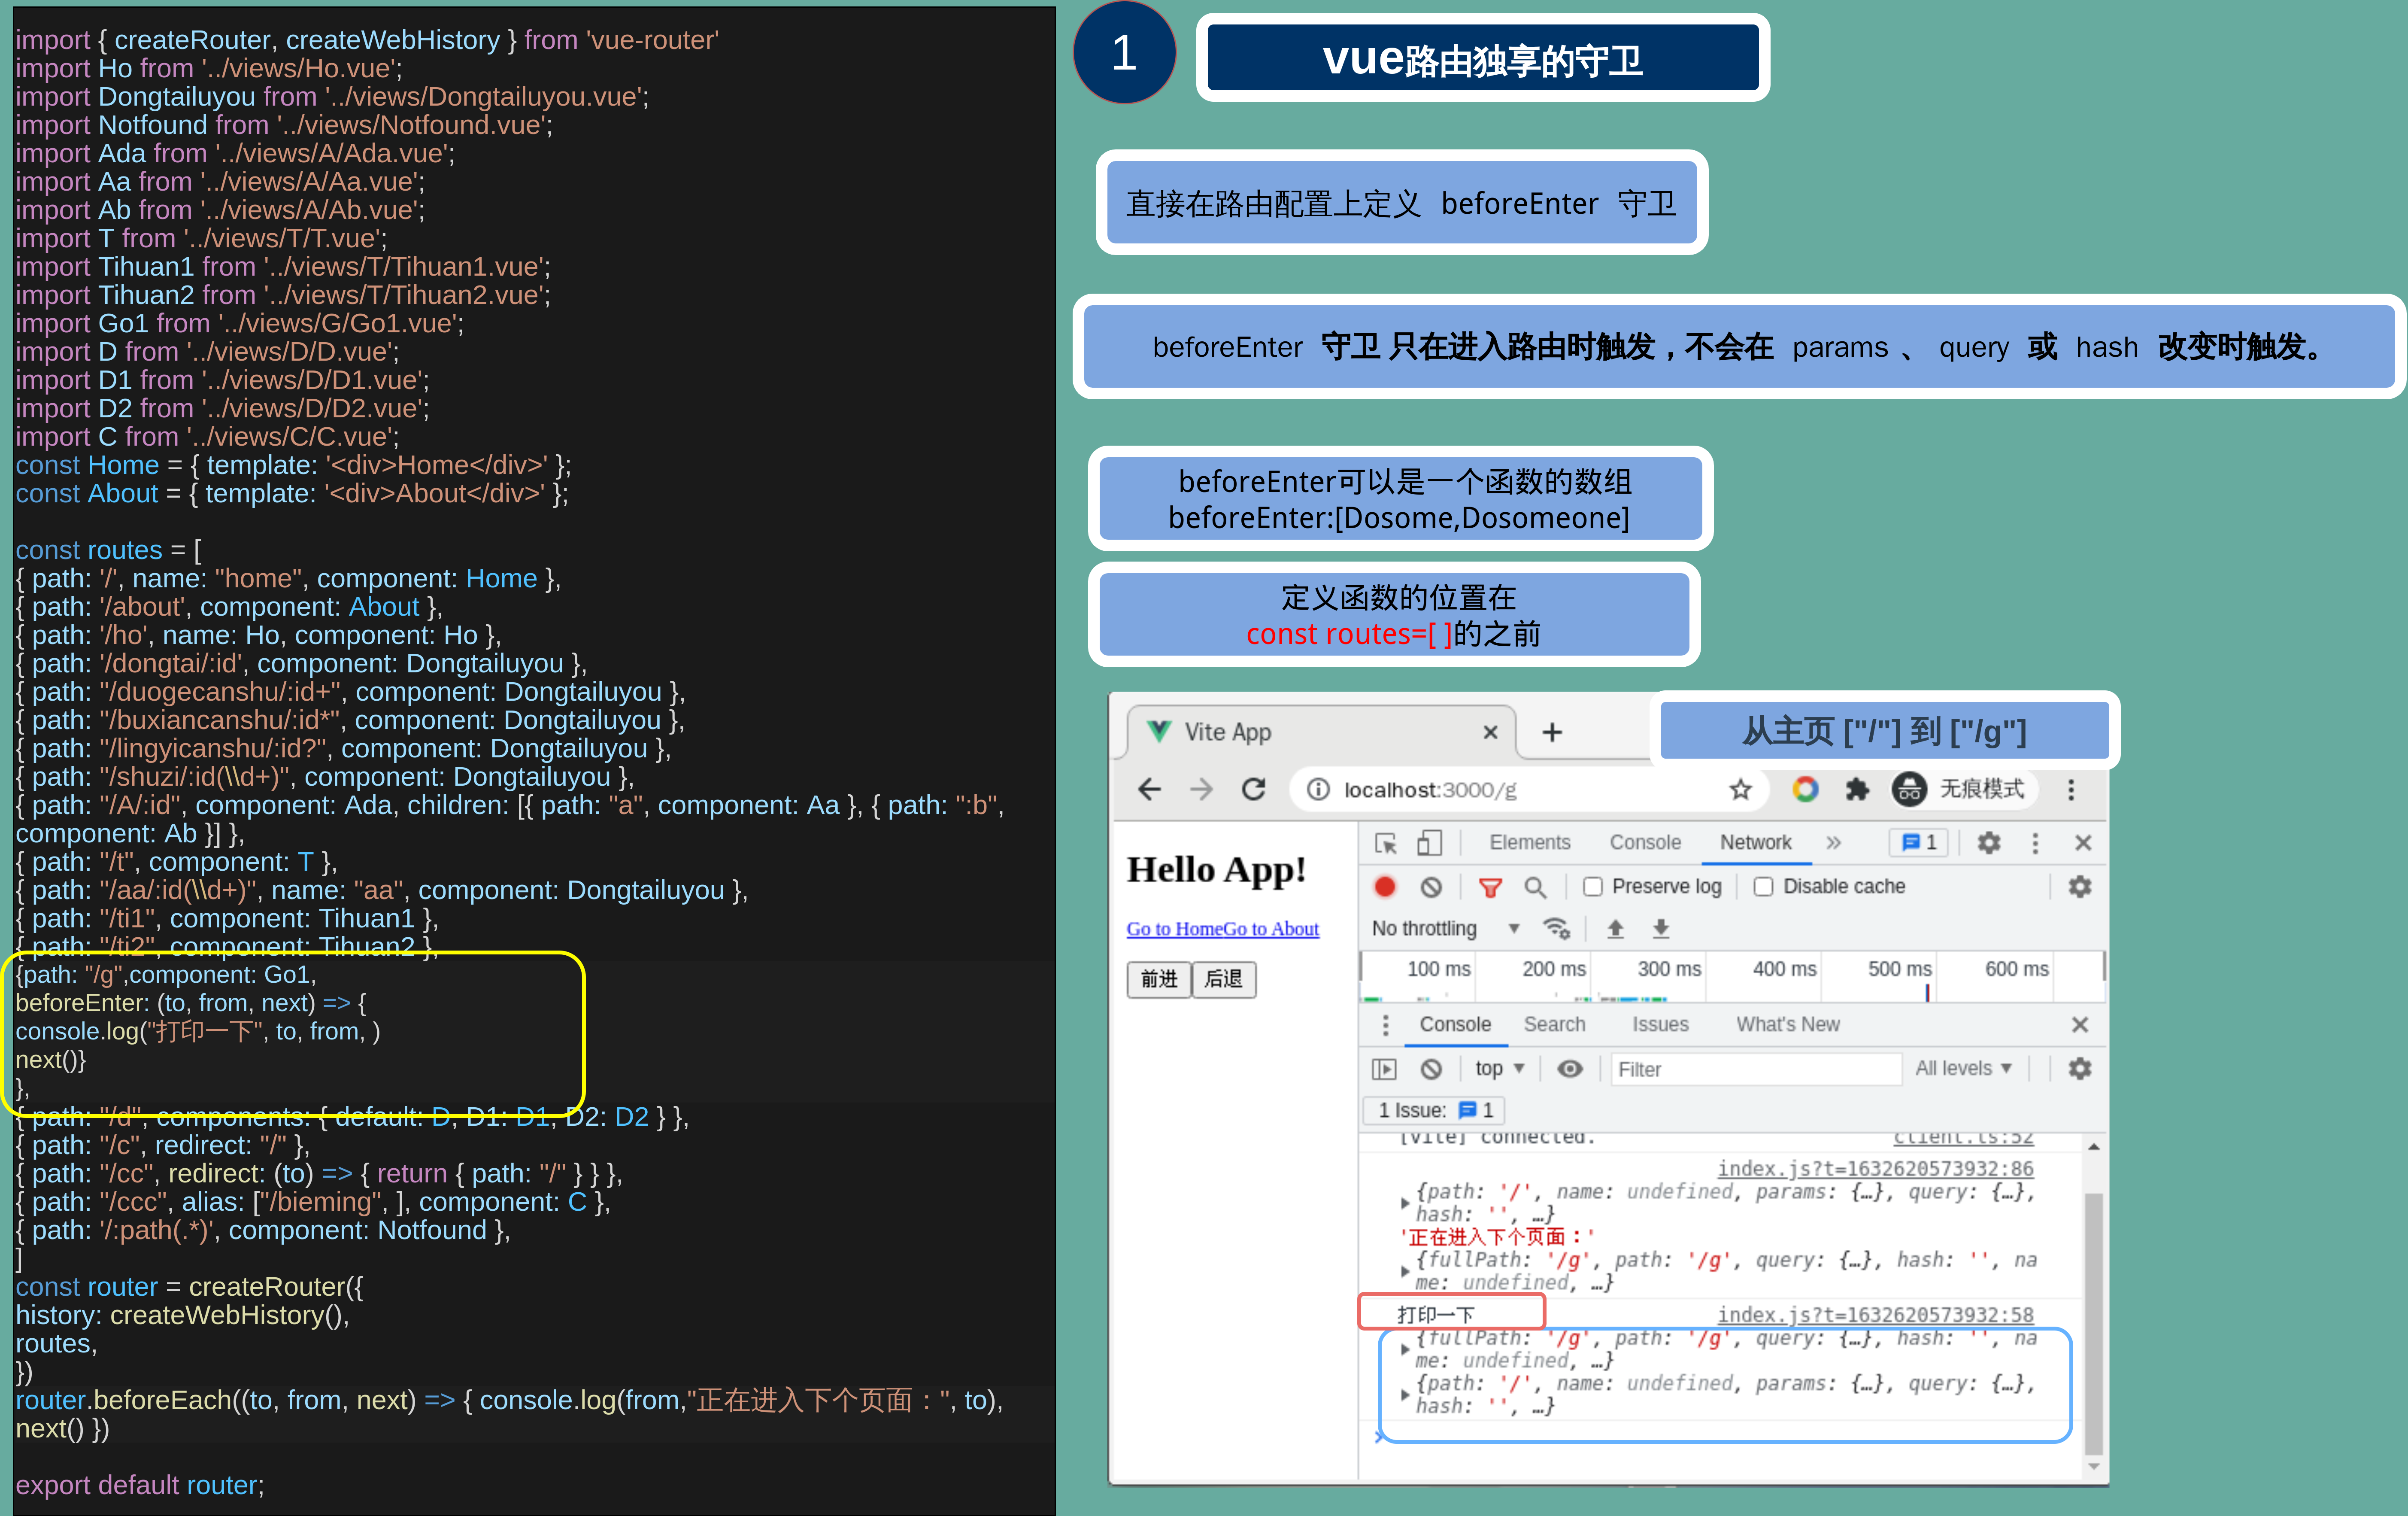 import { createRouter, createWebHistory } from 'vue-router'
import Ho from '../views/Ho.vue';
import Dongtailuyou from '../views/Dongtailuyou.vue';
import Notfound from '../views/Notfound.vue';
import Ada from '../views/A/Ada.vue';
import Aa from '../views/A/Aa.vue';
import Ab from '../views/A/Ab.vue';
import T from '../views/T/T.vue';
import Tihuan1 from '../views/T/Tihuan1.vue';
import Tihuan2 from '../views/T/Tihuan2.vue';
import Go1 from '../views/G/Go1.vue';
import D from '../views/D/D.vue';
import D1 from '../views/D/D1.vue';
import D2 from '../views/D/D2.vue';
import C from '../views/C/C.vue';
const Home = { template: '<div>Home</div>' };
const About = { template: '<div>About</div>' };
const routes = [
{ path: '/', name: "home", component: Home },
{ path: '/about', component: About },
{ path: '/ho', name: Ho, component: Ho },
{ path: '/dongtai/:id', component: Dongtailuyou },
{ path: "/duogecanshu/:id+", component: Dongtailuyou },
{ path: "/buxiancanshu/:id*", component: Dongtailuyou },
{ path: "/lingyicanshu/:id?", component: Dongtailuyou },
{ path: "/shuzi/:id(\\d+)", component: Dongtailuyou },
{ path: "/A/:id", component: Ada, children: [{ path: "a", component: Aa }, { path: ":b",
component: Ab }] },
{ path: "/t", component: T },
{ path: "/aa/:id(\\d+)", name: "aa", component: Dongtailuyou },
{ path: "/ti1", component: Tihuan1 },
{ path: "/ti2", component: Tihuan2 },
{path: "/g",component: Go1,
beforeEnter: (to, from, next) => {
console.log("打印一下", to, from, )
next()}
},
{ path: "/d", components: { default: D, D1: D1, D2: D2 } },
{ path: "/c", redirect: "/" },
{ path: "/cc", redirect: (to) => { return { path: "/" } } },
{ path: "/ccc", alias: ["/bieming", ], component: C },
{ path: '/:path(.*)', component: Notfound },
]
const router = createRouter({
history: createWebHistory(),
routes,
})
router.beforeEach((to, from, next) => { console.log(from,"正在进入下个页面：", to),
next() })
export default router;
1
vue路由独享的守卫
直接在路由配置上定义 beforeEnter 守卫
beforeEnter 守卫 只在进入路由时触发，不会在 params 、 query 或 hash 改变时触发。
beforeEnter可以是一个函数的数组
beforeEnter:[Dosome,Dosomeone]
定义函数的位置在
const routes=[ ]的之前
从主页 ["/"] 到 ["/g"]
Vite App
localhost:3000/g
无痕模式
Hello App!
Go to HomeGo to About
前进 后退
Elements Console Network 1
Preserve log Disable cache
No throttling
100 ms 200 ms 300 ms 400 ms 500 ms 600 ms
Console Search Issues What's New
top Filter All levels
1 Issue: 1
[vite] connected. client.ts:52
index.js?t=1632620573932:86
{path: '/', name: undefined, params: {…}, query: {…},
hash: '', …}
'正在进入下个页面：'
{fullPath: '/g', path: '/g', query: {…}, hash: '', na
me: undefined, …}
打印一下 index.js?t=1632620573932:58
{fullPath: '/g', path: '/g', query: {…}, hash: '', na
me: undefined, …}
{path: '/', name: undefined, params: {…}, query: {…},
hash: '', …}